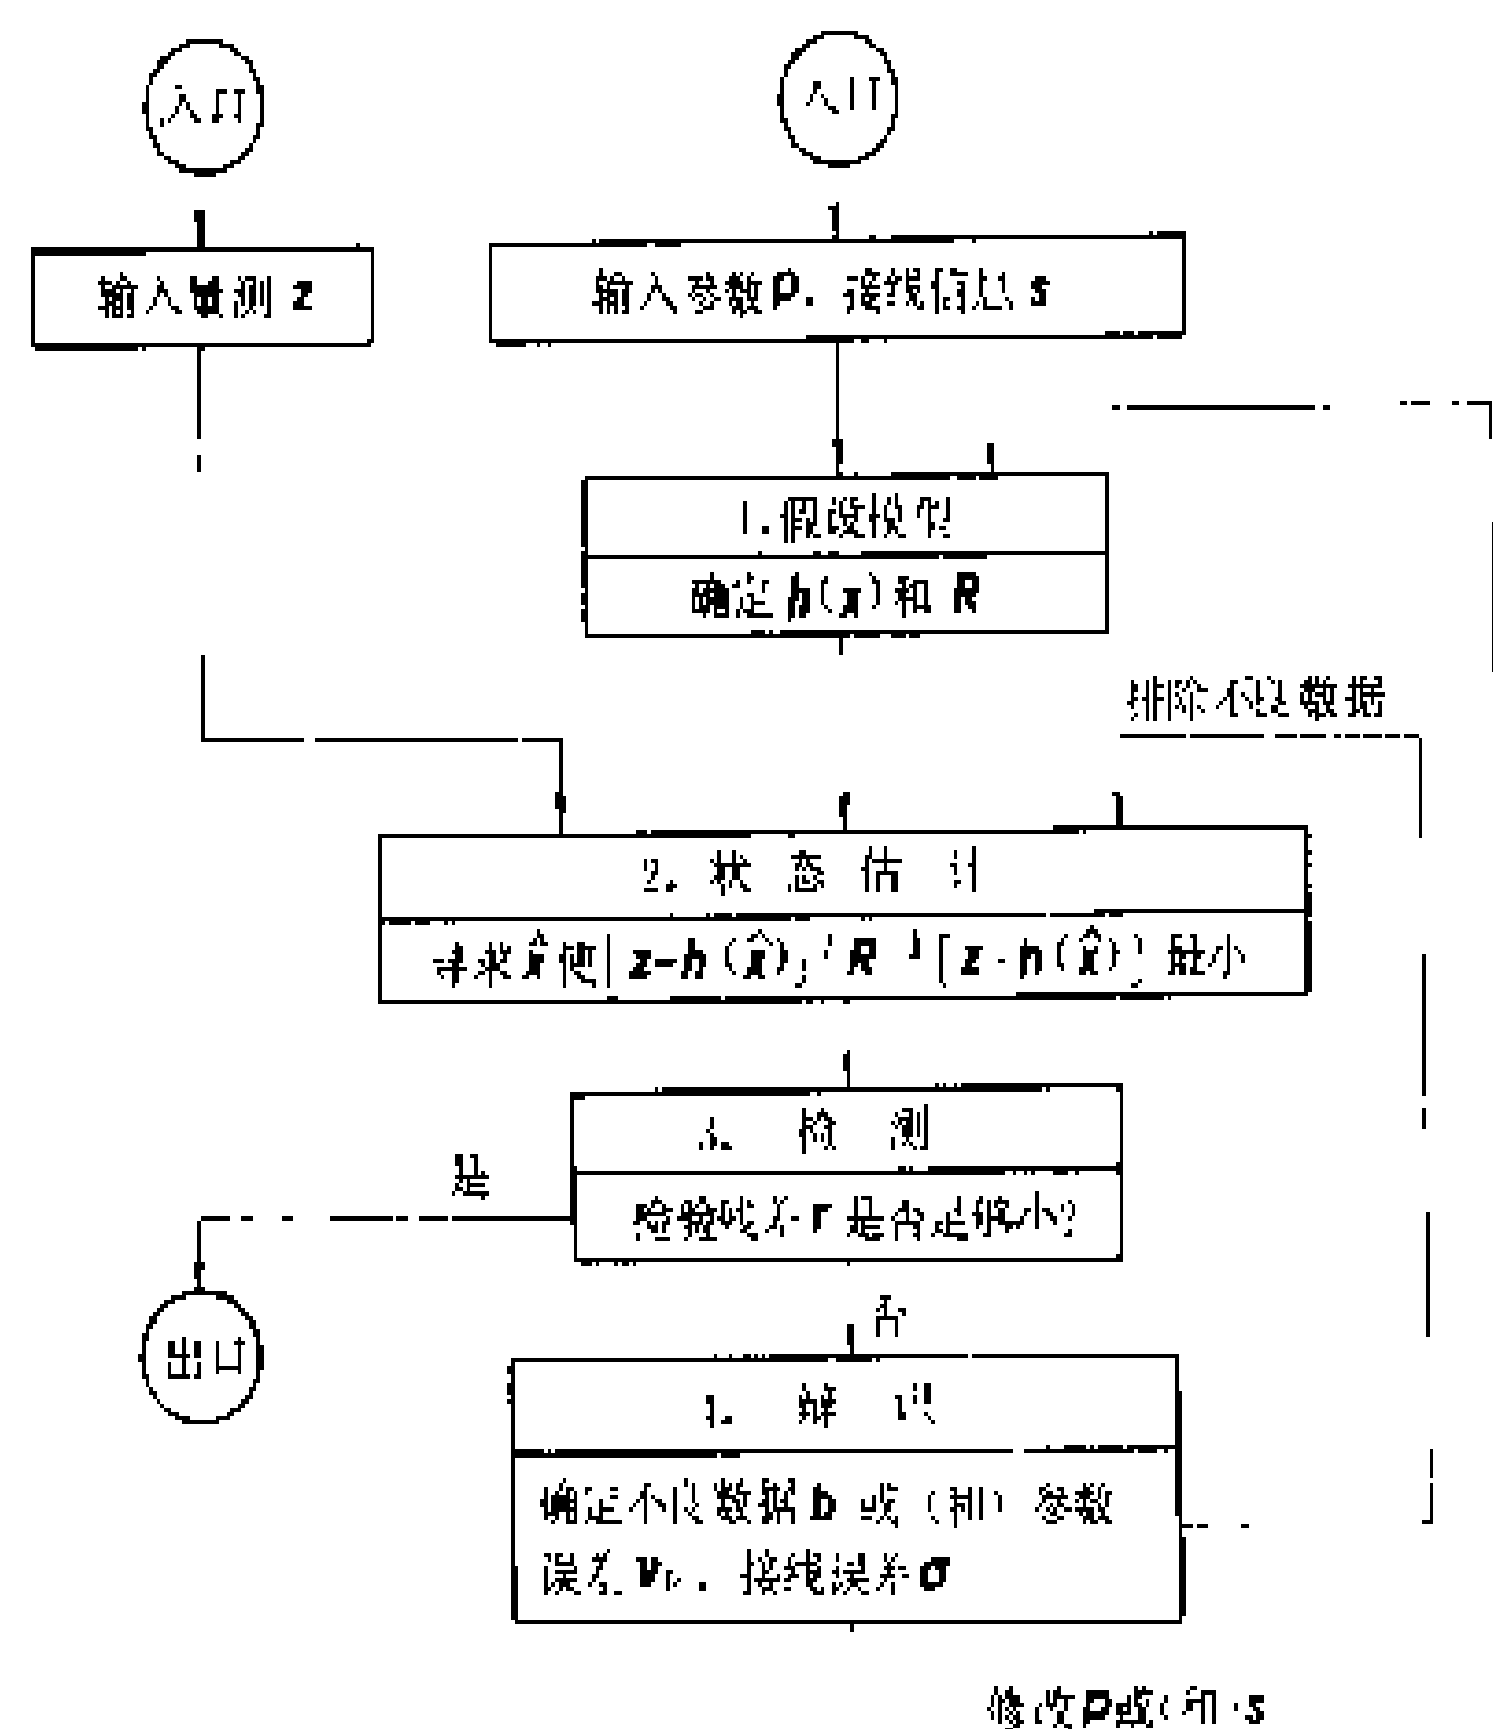 入口
入口
输入量测 z
输入参数 p. 接线信息 s
1.假设模型
确定 h(x) 和 R
排除不良数据
2. 状 态 估 计
寻求 x̂ 使[z-h(x̂)]ᵀR⁻¹[z-h(x̂)] 最小
3. 检 测
是
检验残差 r 是否足够小?
否
出口
4. 辨 识
确定不良数据 b 或 (和) 参数
误差 vₚ. 接线误差 σ
修改 p 或(和) s